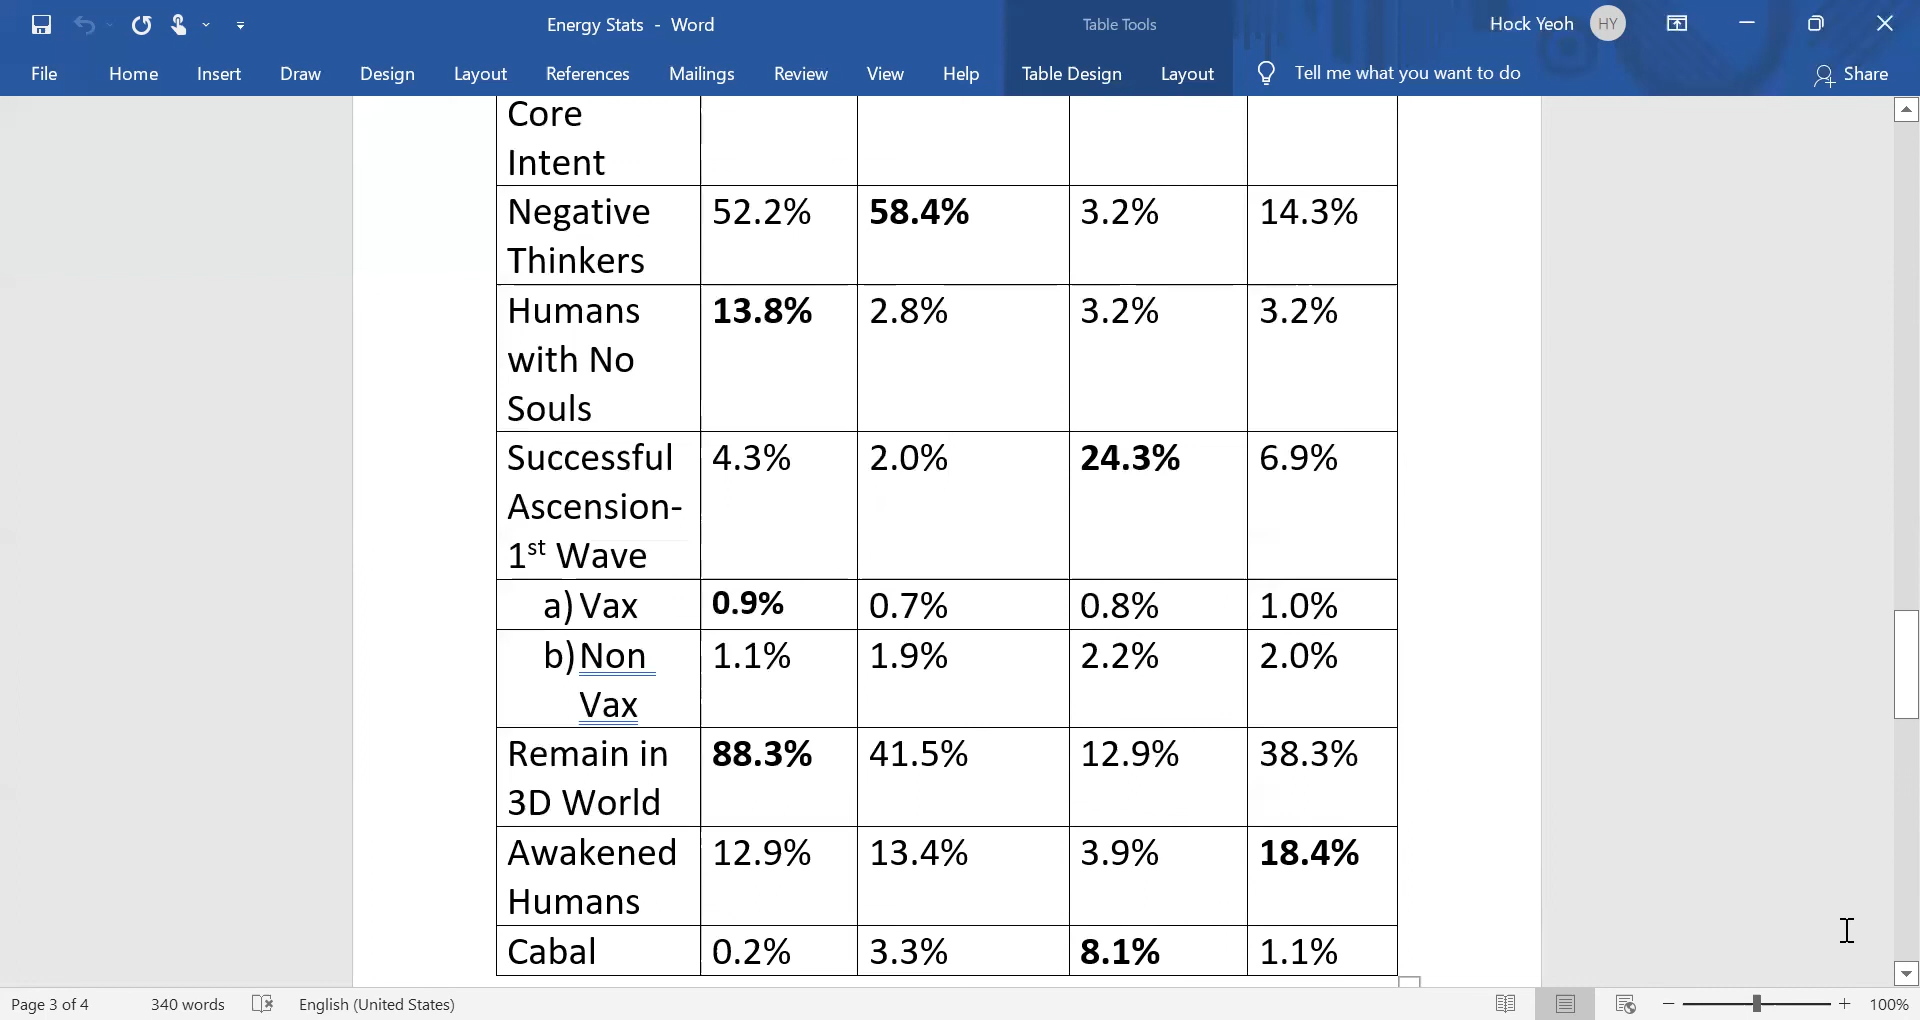 Energy Stats - Word
Table Tools
Hock Yeoh HY
File Home Insert Draw Design Layout References Mailings Review View Help Table Design Layout Tell me what you want to do Share
Core
Intent
Negative 52.2% 58.4% 3.2% 14.3%
Thinkers
Humans 13.8% 2.8% 3.2% 3.2%
with No
Souls
Successful 4.3% 2.0% 24.3% 6.9%
Ascension-
1st Wave
a) Vax 0.9% 0.7% 0.8% 1.0%
b) Non 1.1% 1.9% 2.2% 2.0%
Vax
Remain in 88.3% 41.5% 12.9% 38.3%
3D World
Awakened 12.9% 13.4% 3.9% 18.4%
Humans
Cabal 0.2% 3.3% 8.1% 1.1%
Page 3 of 4 340 words English (United States) 100%